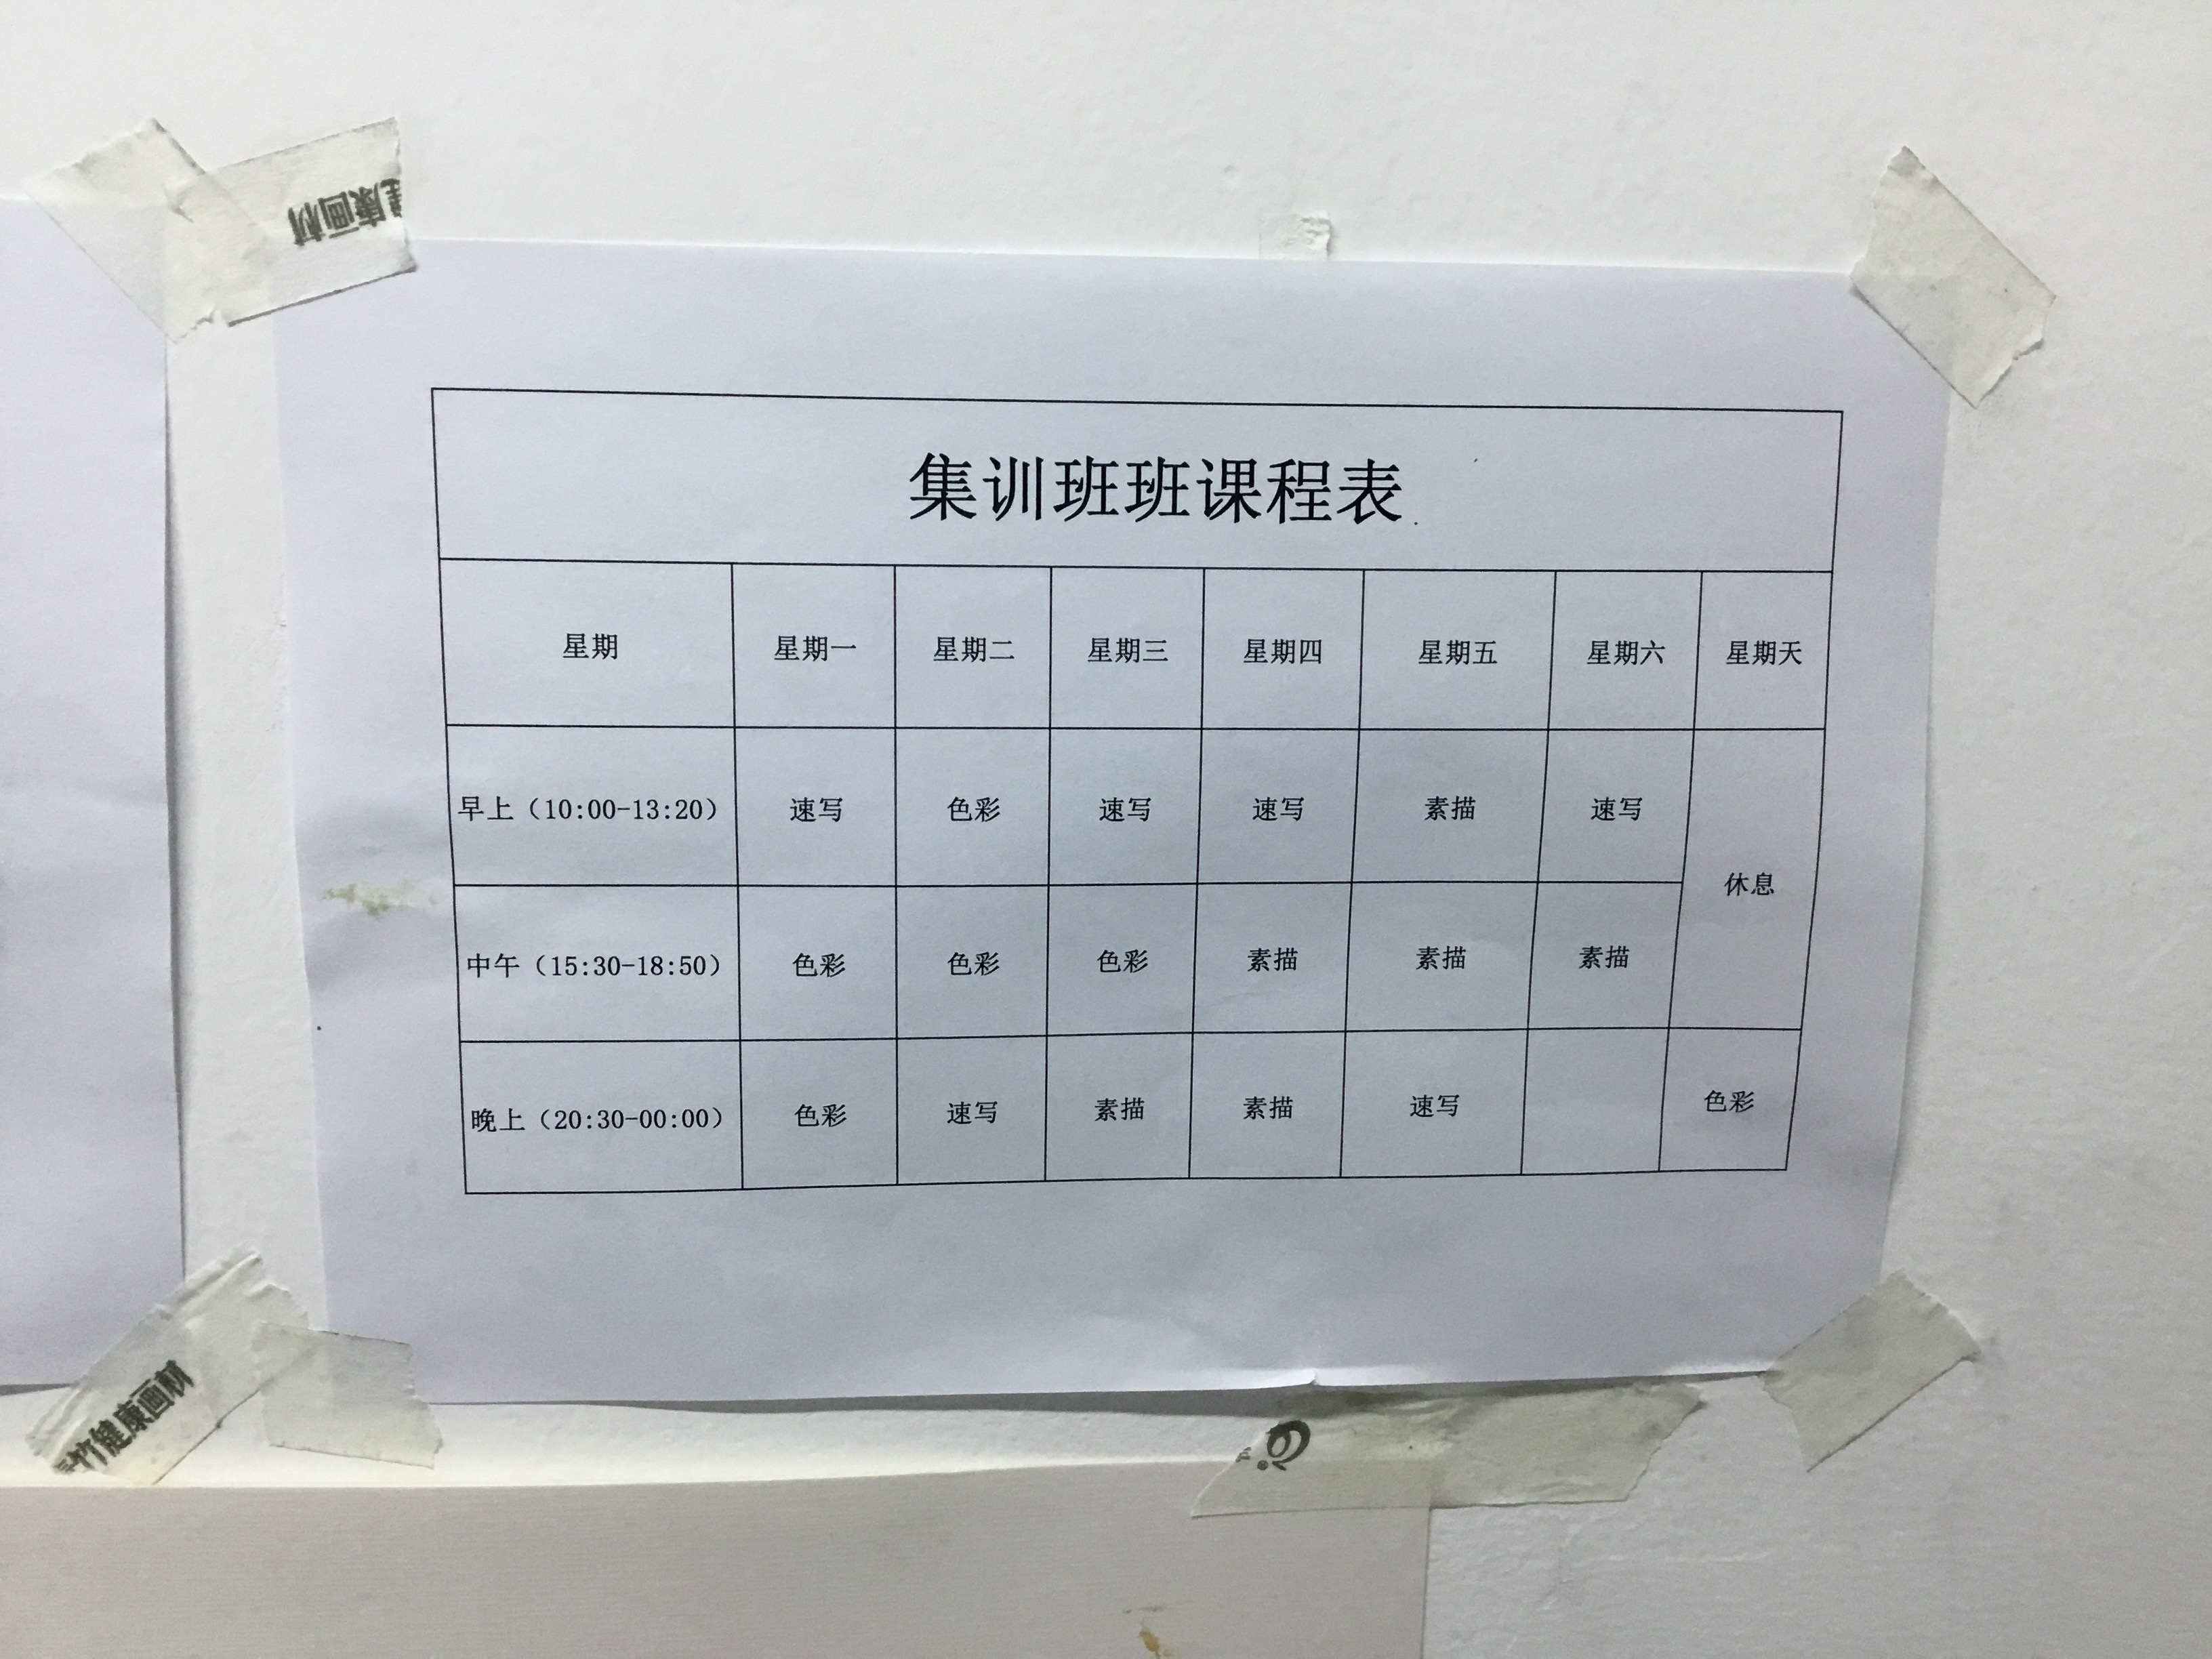 健康画材
集训班班课程表
星期 星期一 星期二 星期三 星期四 星期五 星期六 星期天
早上（10:00-13:20） 速写 色彩 速写 速写 素描 速写 休息
中午（15:30-18:50） 色彩 色彩 色彩 素描 素描 素描
晚上（20:30-00:00） 色彩 速写 素描 素描 速写 色彩
竹健康画材